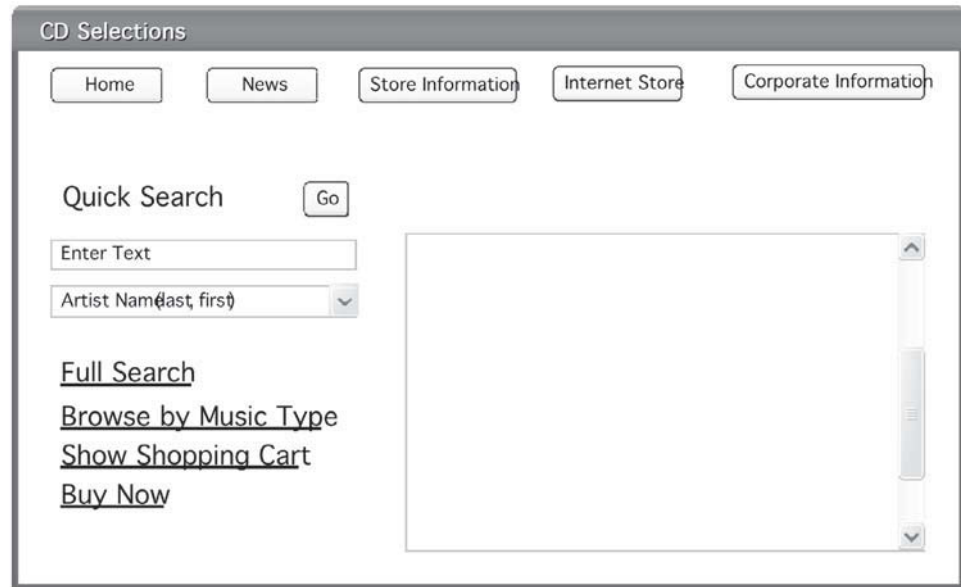 CD Selections
Home News Store Information Internet Store Corporate Information
Quick Search Go
Enter Text
Artist Name (last, first)
Full Search
Browse by Music Type
Show Shopping Cart
Buy Now